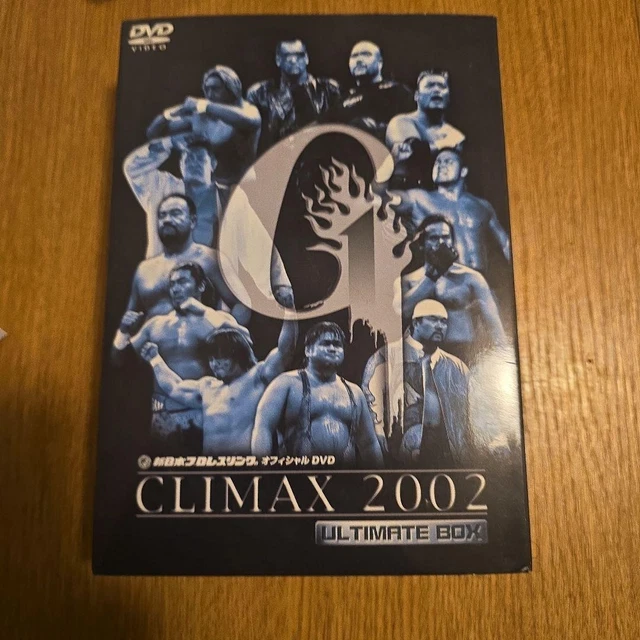 DVD
VIDEO
G1
新日本プロレスリング オフィシャルDVD
CLIMAX 2002
ULTIMATE BOX